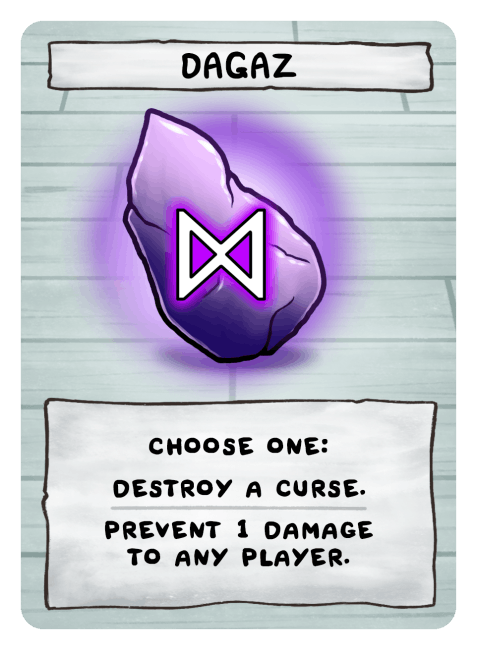 DAGAZ
ᛞ
CHOOSE ONE:
DESTROY A CURSE.
PREVENT 1 DAMAGE
TO ANY PLAYER.